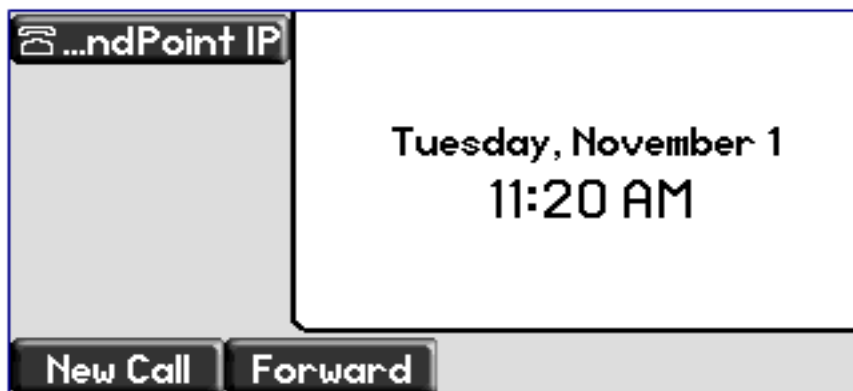 ...ndPoint IP
Tuesday, November 1
11:20 AM
New Call Forward